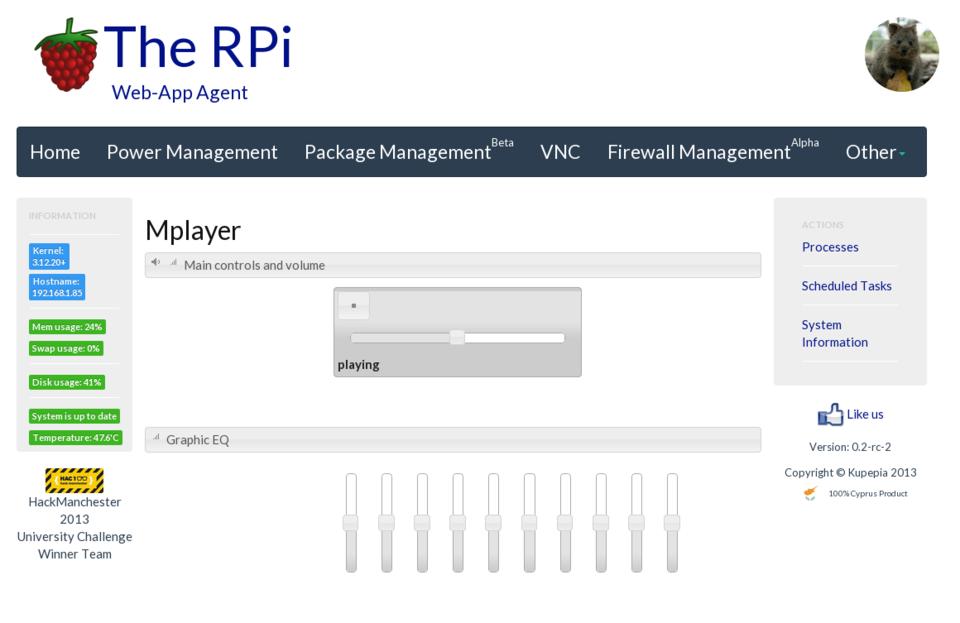 The RPi
Web-App Agent
Home
Power Management
Package Management Beta
VNC
Firewall Management Alpha
Other
INFORMATION
Kernel:
3.12.20+
Hostname:
192.168.1.85
Mem usage: 24%
Swap usage: 0%
Disk usage: 41%
System is up to date
Temperature: 47.6'C
HackManchester
2013
University Challenge
Winner Team
Mplayer
Main controls and volume
playing
Graphic EQ
ACTIONS
Processes
Scheduled Tasks
System
Information
Like us
Version: 0.2-rc-2
Copyright © Kupepia 2013
100% Cyprus Product